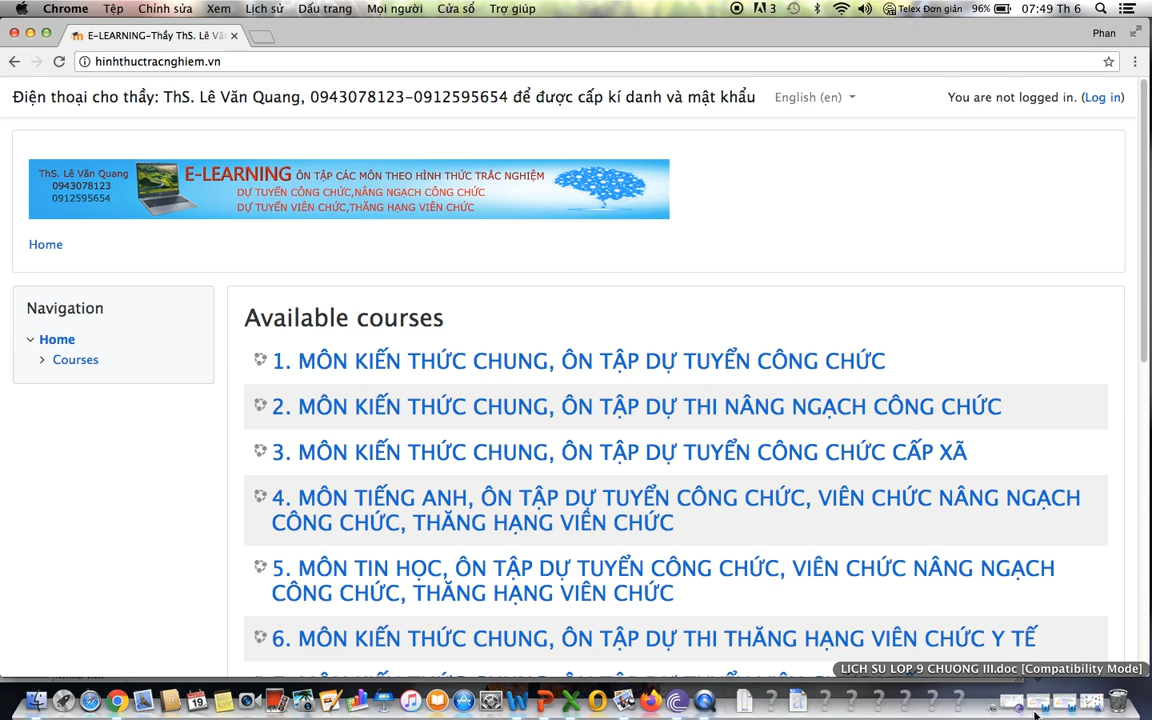 Chrome Tệp Chỉnh sửa Xem Lịch sử Dấu trang Mọi người Cửa sổ Trợ giúp 3 Telex Đơn giản 96% 07:49 Th 6
E-LEARNING-Thầy ThS. Lê Vă Phan
hinhthuctracnghiem.vn
Điện thoại cho thầy: ThS. Lê Văn Quang, 0943078123-0912595654 để được cấp kí danh và mật khẩu English (en) You are not logged in. (Log in)
ThS. Lê Văn Quang
0943078123
0912595654
E-LEARNING ÔN TẬP CÁC MÔN THEO HÌNH THỨC TRẮC NGHIỆM
DỰ TUYỂN CÔNG CHỨC,NÂNG NGẠCH CÔNG CHỨC
DỰ TUYỂN VIÊN CHỨC,THĂNG HẠNG VIÊN CHỨC
Home
Navigation
Home
Courses
Available courses
1. MÔN KIẾN THỨC CHUNG, ÔN TẬP DỰ TUYỂN CÔNG CHỨC
2. MÔN KIẾN THỨC CHUNG, ÔN TẬP DỰ THI NÂNG NGẠCH CÔNG CHỨC
3. MÔN KIẾN THỨC CHUNG, ÔN TẬP DỰ TUYỂN CÔNG CHỨC CẤP XÃ
4. MÔN TIẾNG ANH, ÔN TẬP DỰ TUYỂN CÔNG CHỨC, VIÊN CHỨC NÂNG NGẠCH
CÔNG CHỨC, THĂNG HẠNG VIÊN CHỨC
5. MÔN TIN HỌC, ÔN TẬP DỰ TUYỂN CÔNG CHỨC, VIÊN CHỨC NÂNG NGẠCH
CÔNG CHỨC, THĂNG HẠNG VIÊN CHỨC
6. MÔN KIẾN THỨC CHUNG, ÔN TẬP DỰ THI THĂNG HẠNG VIÊN CHỨC Y TẾ
LICH SU LOP 9 CHUONG III.doc [Compatibility Mode]
19